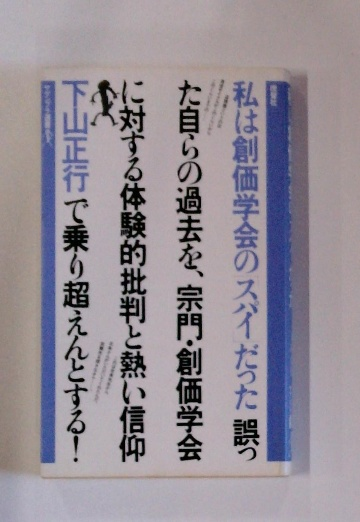 私は創価学会の「スパイ」だった 誤っ
た自らの過去を、宗門・創価学会
に対する体験的批判と熱い信仰
下山正行 で乗り超えんとする！